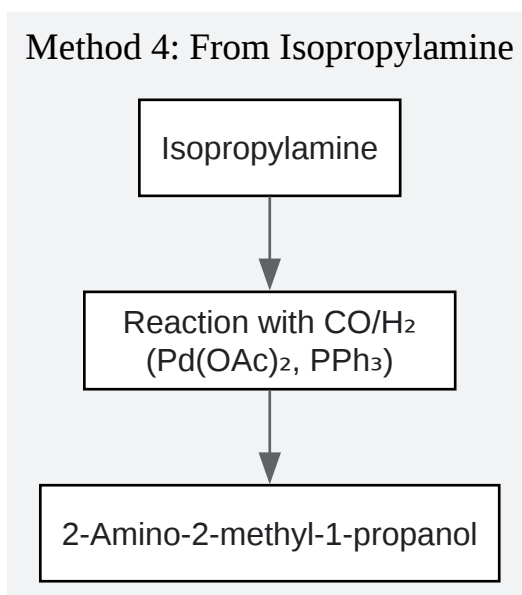 Method 4: From Isopropylamine
Isopropylamine
Reaction with CO/H₂
(Pd(OAc)₂, PPh₃)
2-Amino-2-methyl-1-propanol